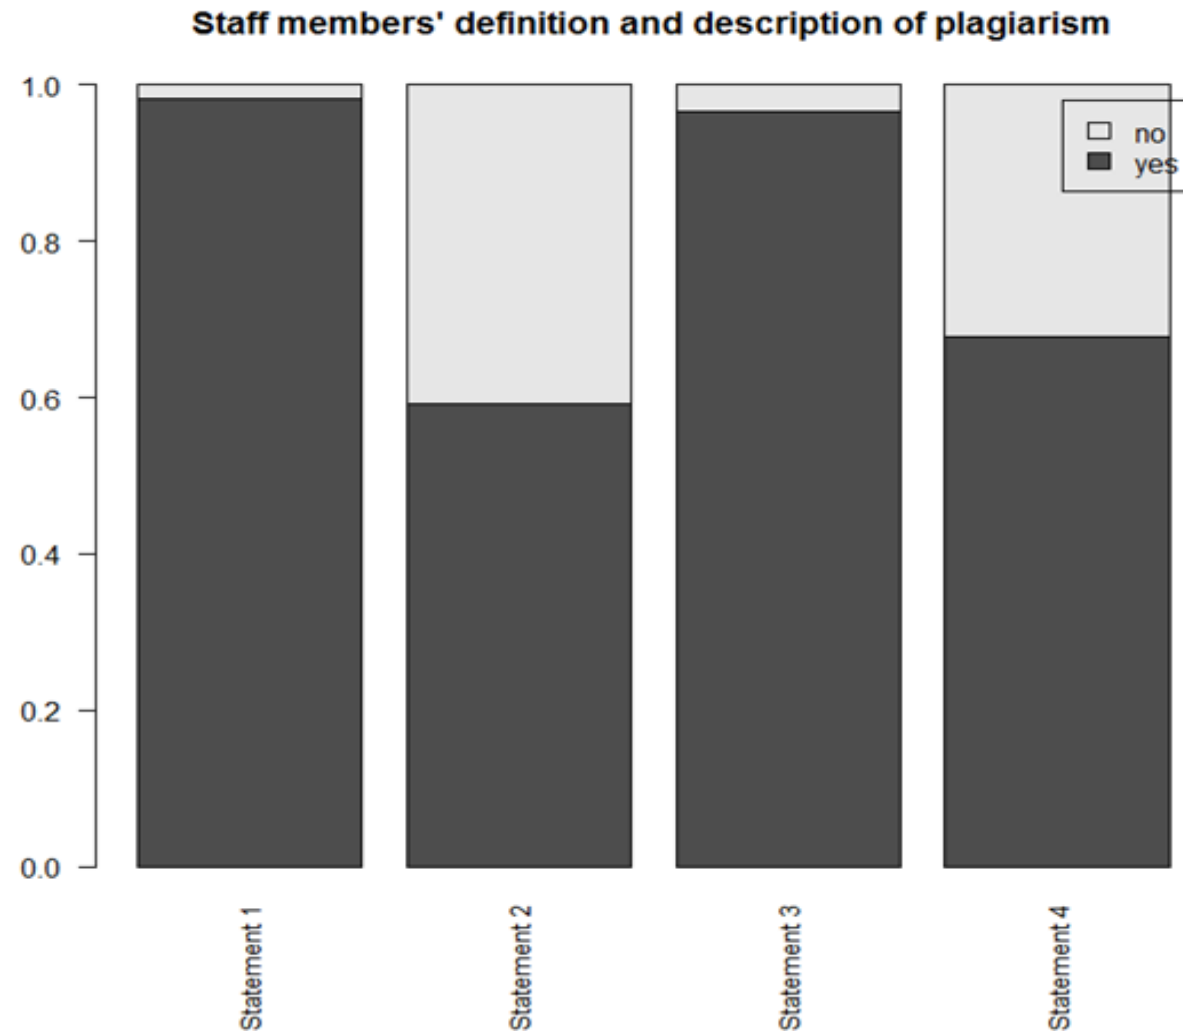 Staff members' definition and description of plagiarism
1.0
0.8
0.6
0.4
0.2
0.0
no
yes
Statement 1
Statement 2
Statement 3
Statement 4